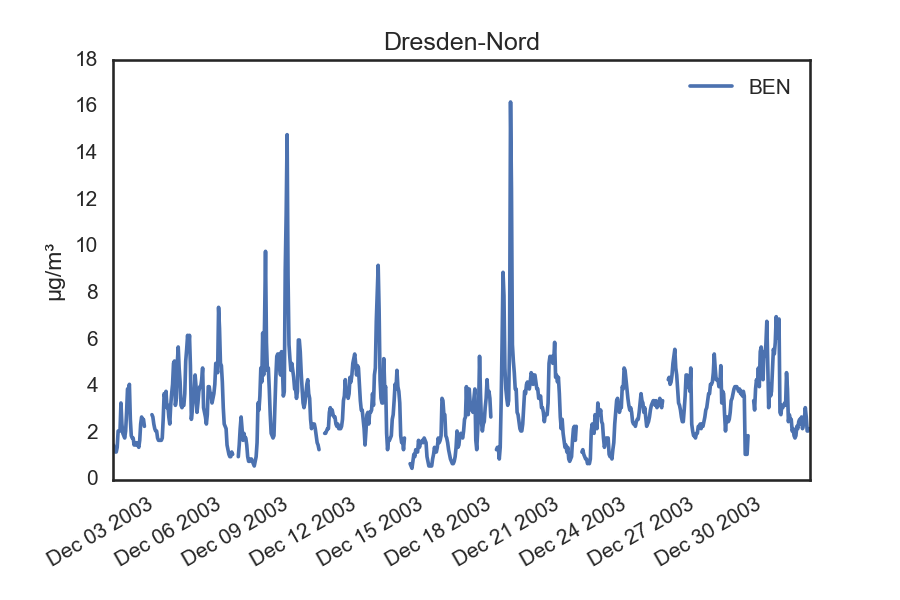 Dresden-Nord
BEN
µg/m³
18
16
14
12
10
8
6
4
2
0
Dec 03 2003
Dec 06 2003
Dec 09 2003
Dec 12 2003
Dec 15 2003
Dec 18 2003
Dec 21 2003
Dec 24 2003
Dec 27 2003
Dec 30 2003